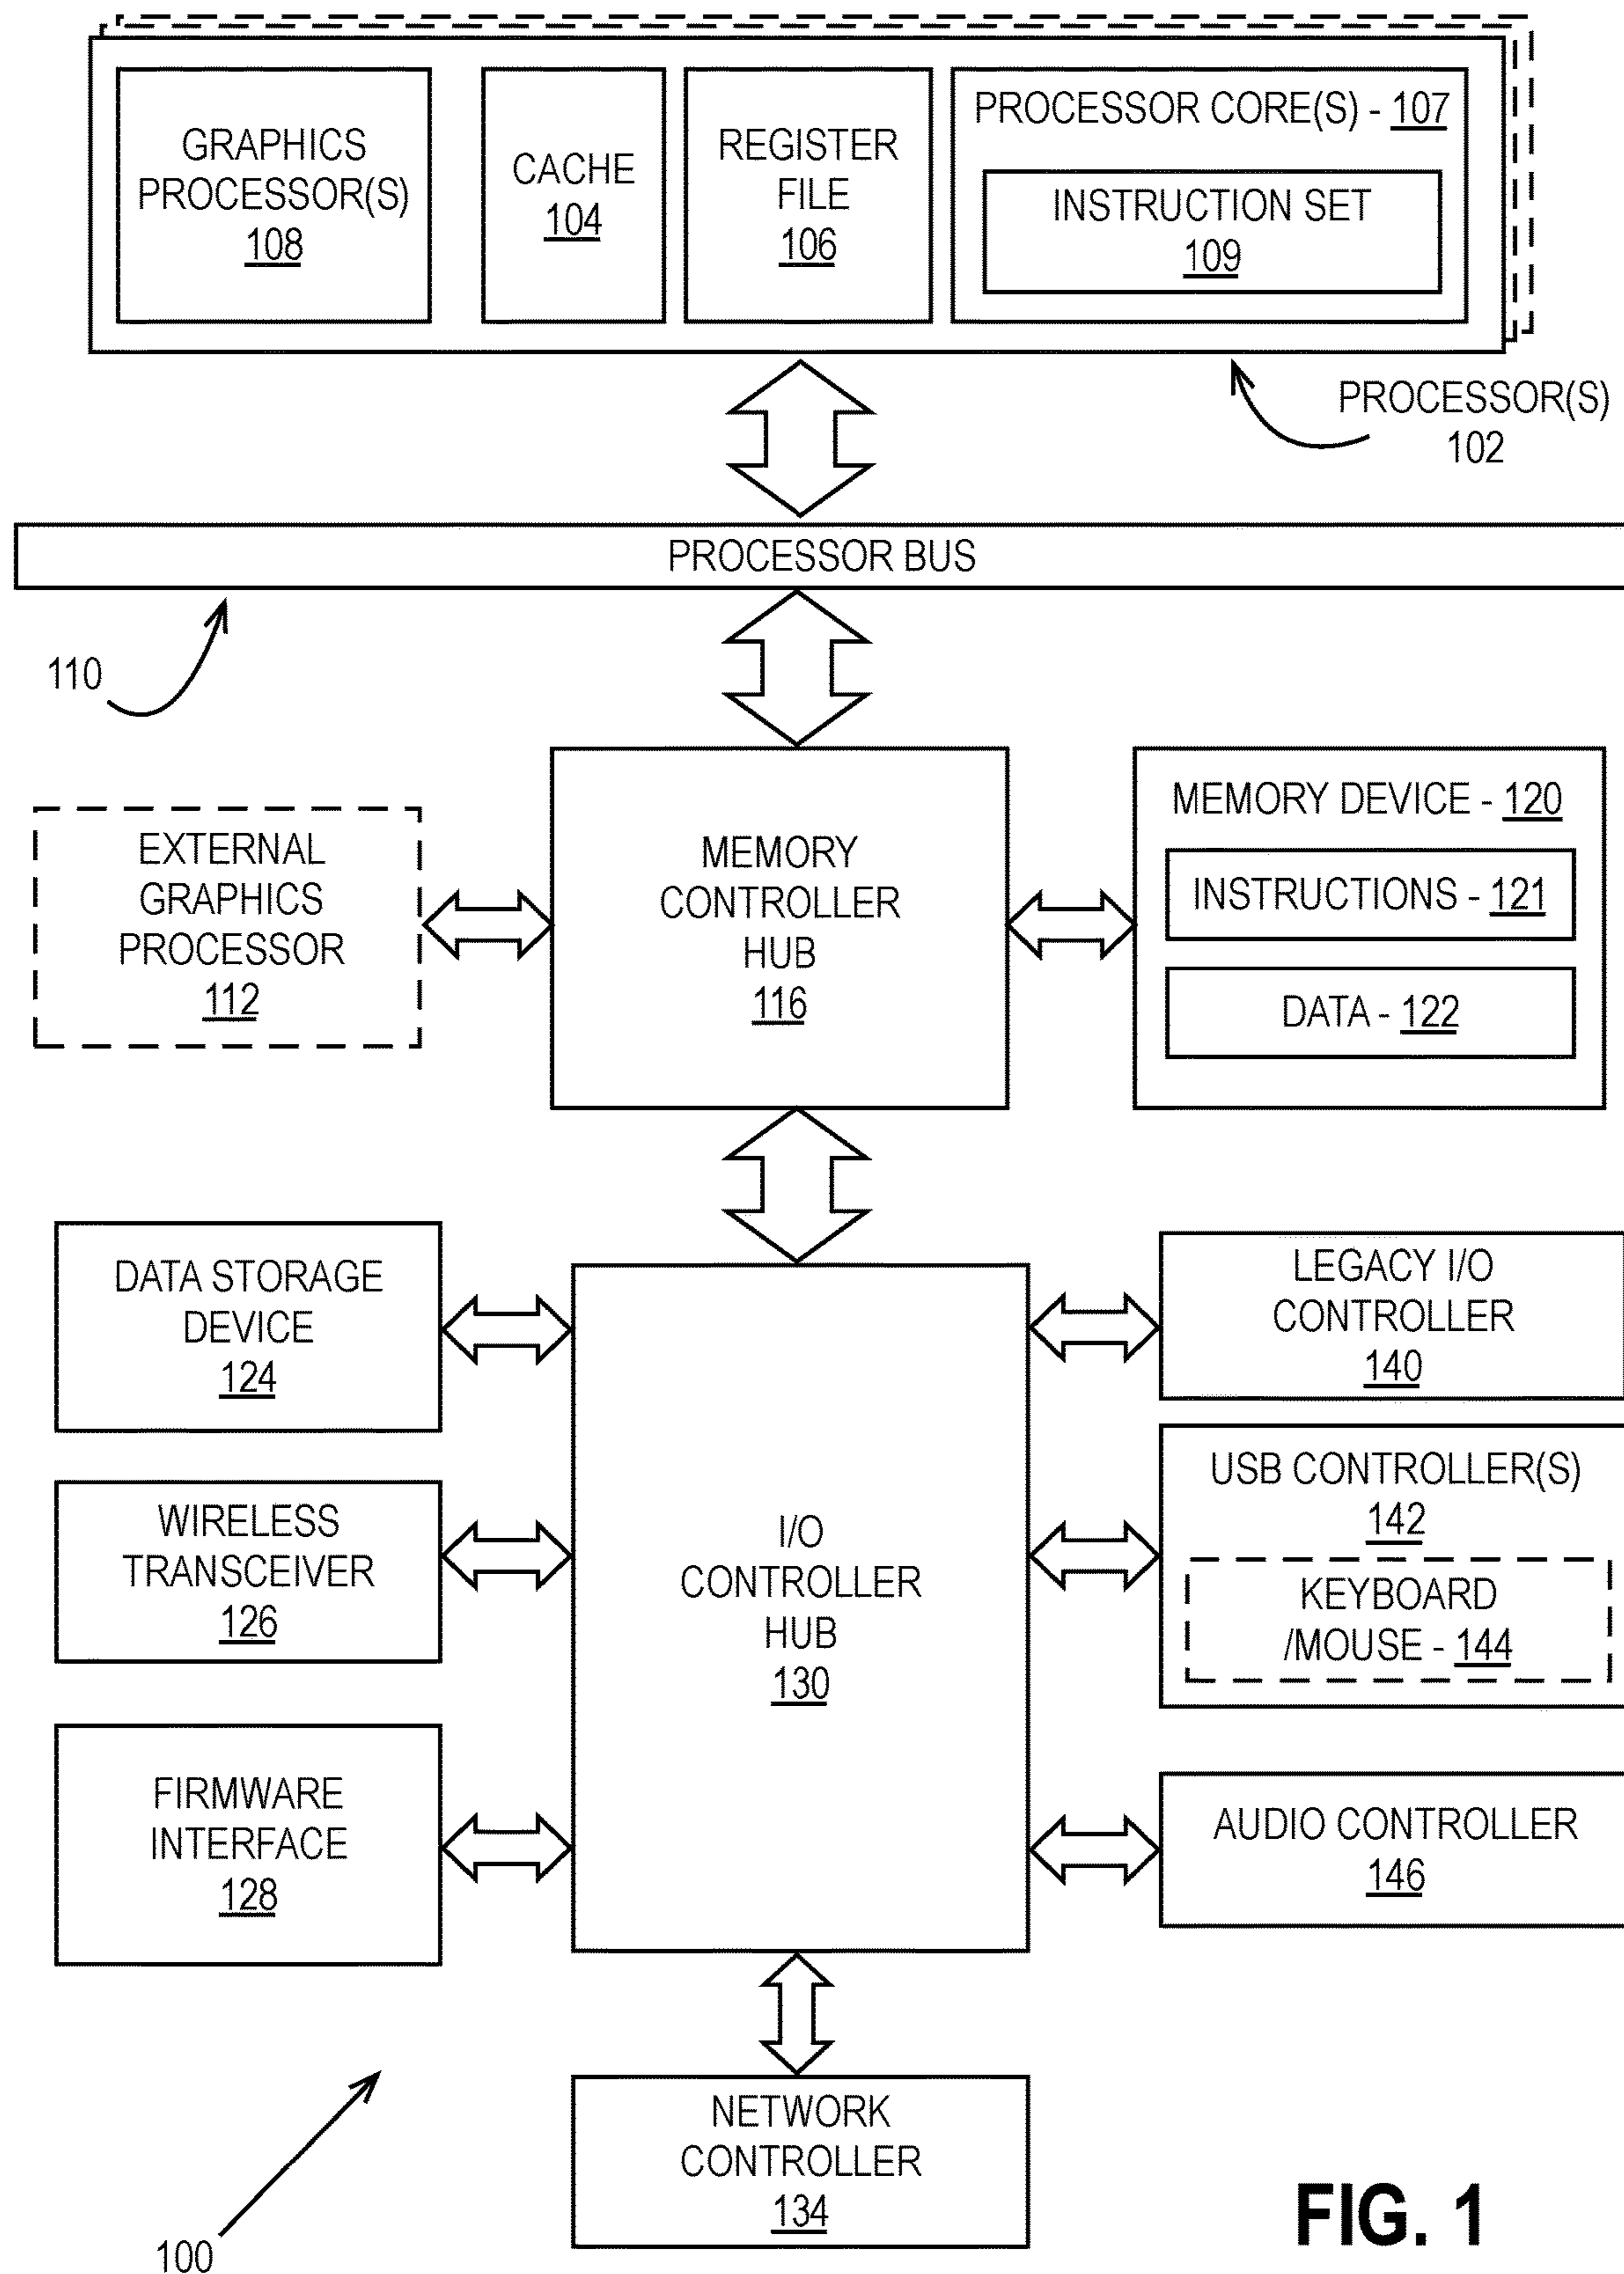 GRAPHICS
PROCESSOR(S)
108
CACHE
104
REGISTER
FILE
106
PROCESSOR CORE(S) - 107
INSTRUCTION SET
109
PROCESSOR(S)
102
PROCESSOR BUS
110
EXTERNAL
GRAPHICS
PROCESSOR
112
MEMORY
CONTROLLER
HUB
116
MEMORY DEVICE - 120
INSTRUCTIONS - 121
DATA - 122
DATA STORAGE
DEVICE
124
WIRELESS
TRANSCEIVER
126
FIRMWARE
INTERFACE
128
I/O
CONTROLLER
HUB
130
LEGACY I/O
CONTROLLER
140
USB CONTROLLER(S)
142
KEYBOARD
/MOUSE - 144
AUDIO CONTROLLER
146
NETWORK
CONTROLLER
134
100
FIG. 1